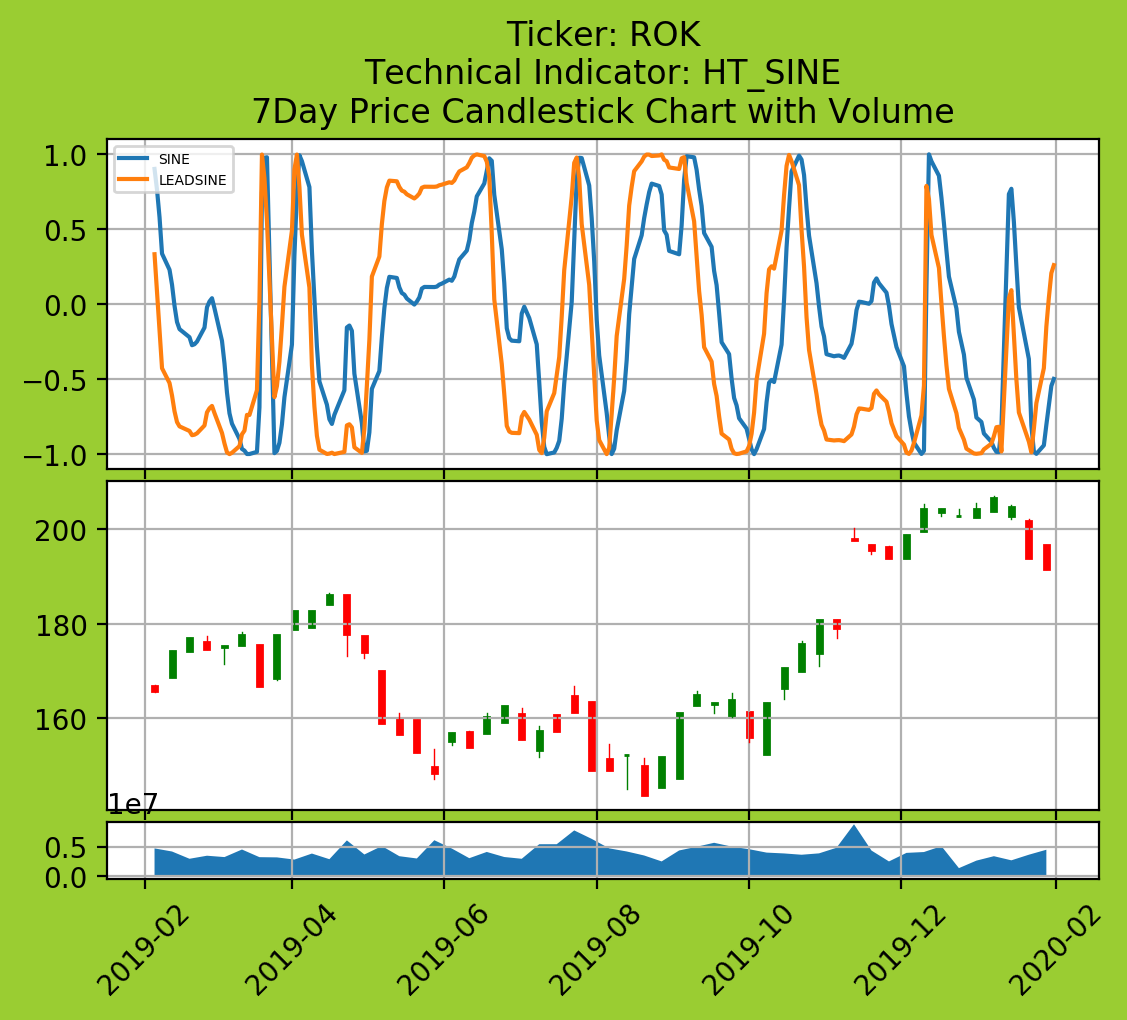 Ticker: ROK
Technical Indicator: HT_SINE
7Day Price Candlestick Chart with Volume
SINE
LEADSINE
1.0
0.5
0.0
−0.5
−1.0
200
180
160
1e7
0.5
0.0
2019-02
2019-04
2019-06
2019-08
2019-10
2019-12
2020-02